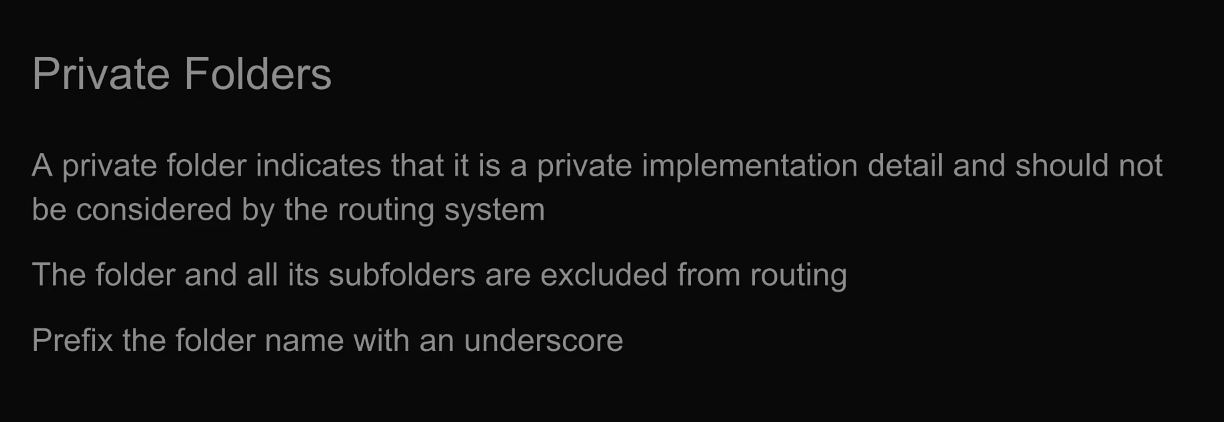 Private Folders
A private folder indicates that it is a private implementation detail and should not
be considered by the routing system
The folder and all its subfolders are excluded from routing
Prefix the folder name with an underscore